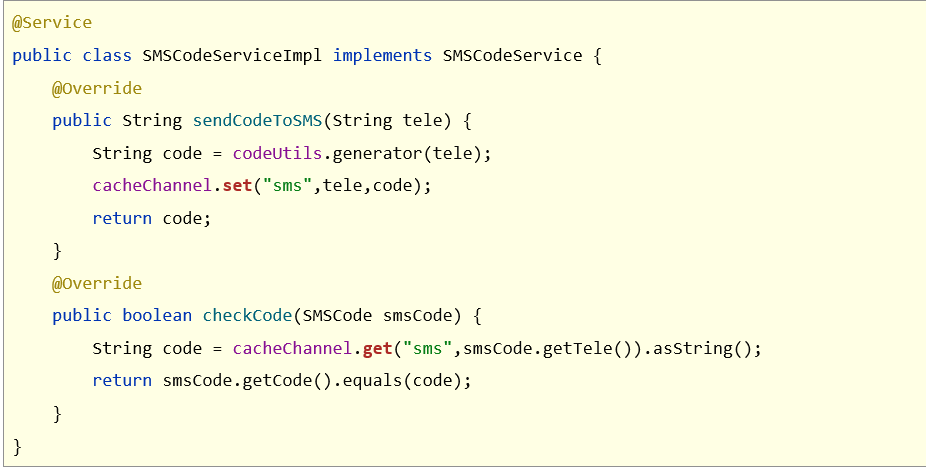 @Service
public class SMSCodeServiceImpl implements SMSCodeService {
    @Override
    public String sendCodeToSMS(String tele) {
        String code = codeUtils.generator(tele);
        cacheChannel.set("sms",tele,code);
        return code;
    }
    @Override
    public boolean checkCode(SMSCode smsCode) {
        String code = cacheChannel.get("sms",smsCode.getTele()).asString();
        return smsCode.getCode().equals(code);
    }
}